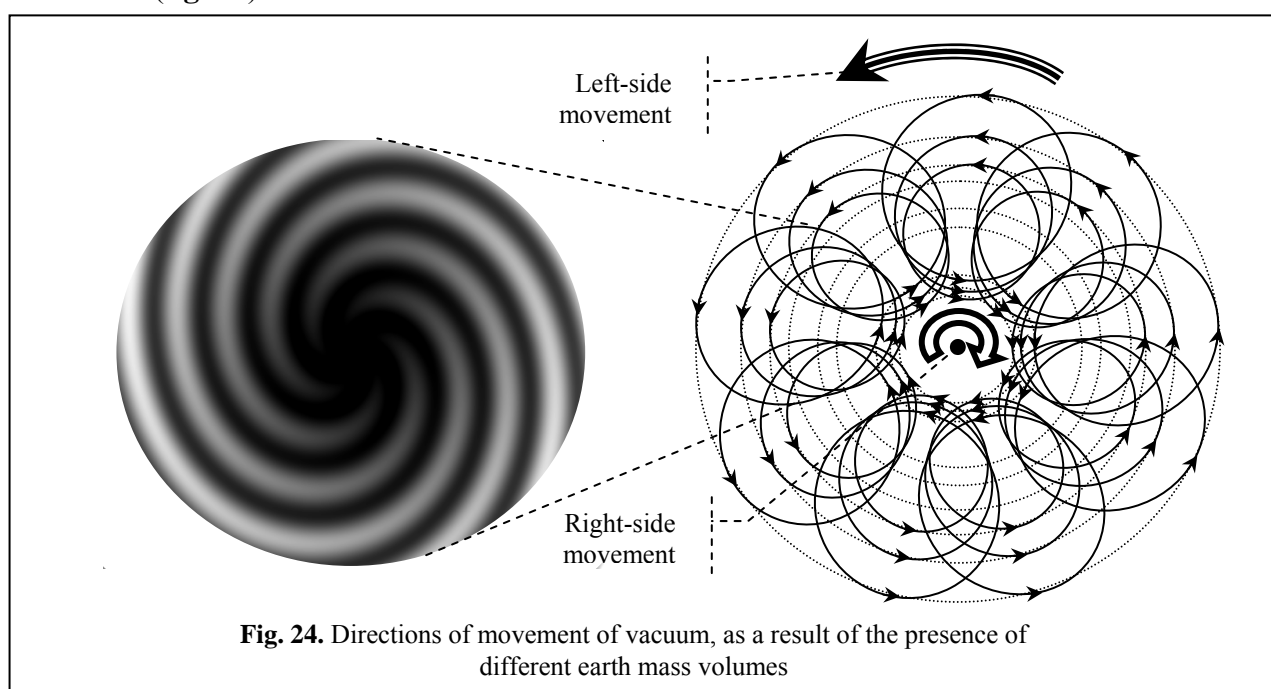 Left-side
movement
Right-side
movement
Fig. 24. Directions of movement of vacuum, as a result of the presence of
different earth mass volumes